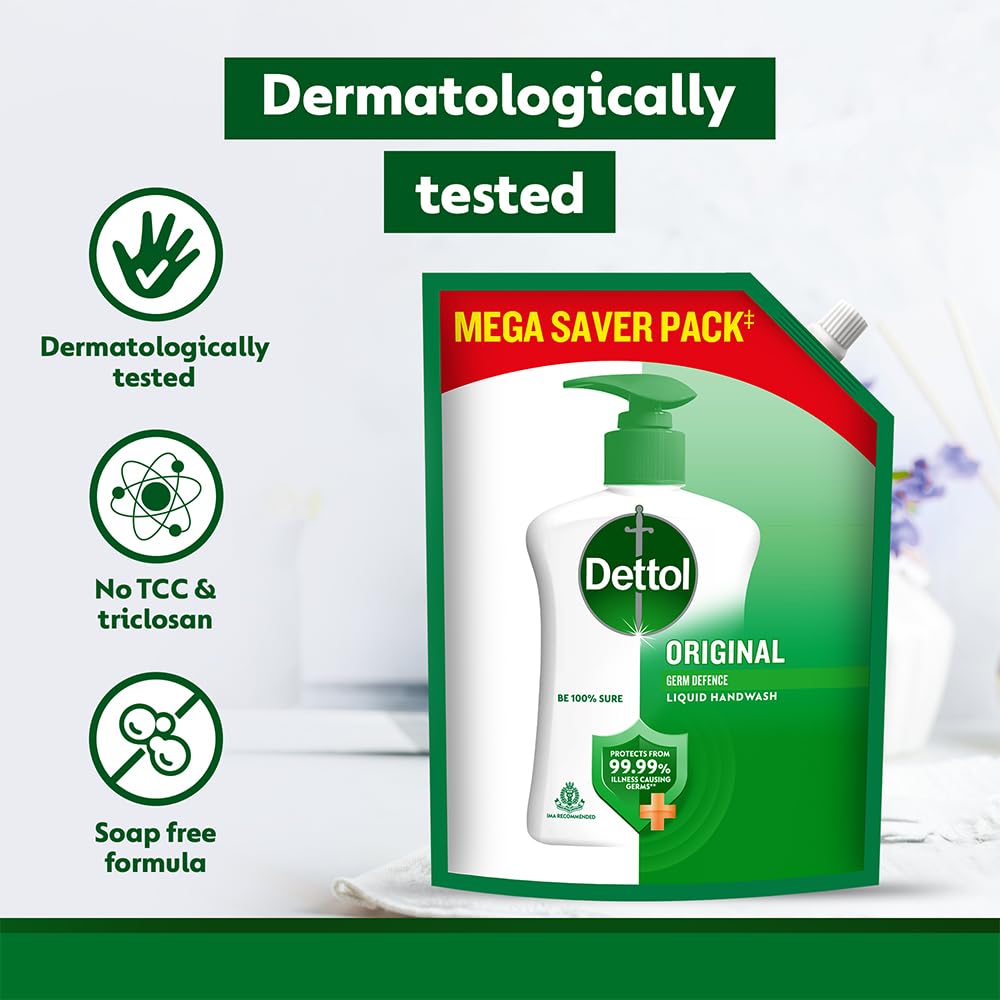 Dermatologically
tested
Dermatologically
tested
No TCC &
triclosan
Soap free
formula
MEGA SAVER PACK‡
Dettol
ORIGINAL
GERM DEFENCE
LIQUID HANDWASH
BE 100% SURE
PROTECTS FROM
99.99%
ILLNESS CAUSING
GERMS**
IMA RECOMMENDED